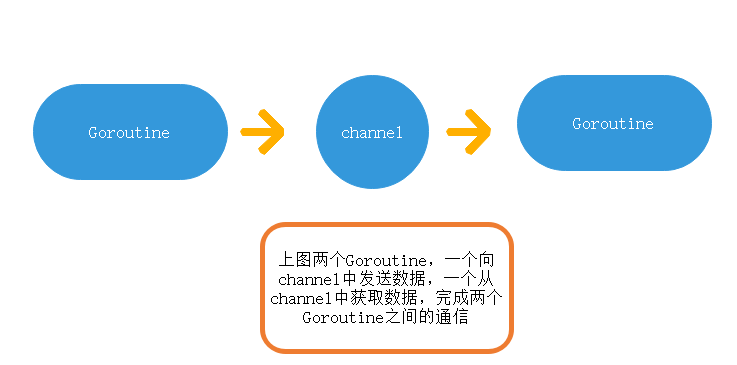 Goroutine
channel
Goroutine
上图两个Goroutine，一个向
channel中发送数据，一个从
channel中获取数据，完成两个
Goroutine之间的通信